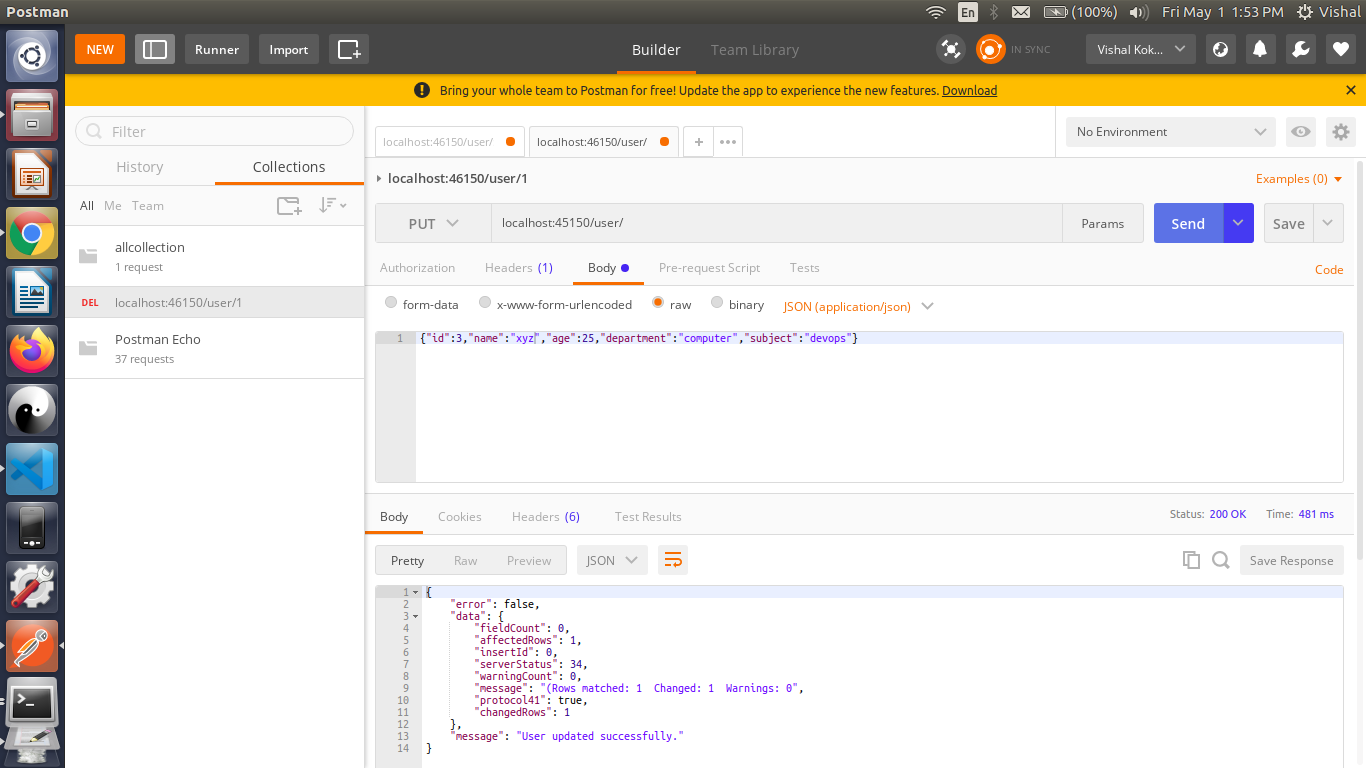 Postman
En
(100%)
Fri May 1 1:53 PM
Vishal
NEW
Runner
Import
Builder
Team Library
IN SYNC
Vishal Kok...
Bring your whole team to Postman for free! Update the app to experience the new features. Download
Filter
History
Collections
All Me Team
allcollection
1 request
DEL localhost:46150/user/1
Postman Echo
37 requests
localhost:46150/user/
localhost:46150/user/
+
•••
No Environment
localhost:46150/user/1
Examples (0)
PUT
localhost:45150/user/
Params
Send
Save
Authorization
Headers (1)
Body
Pre-request Script
Tests
Code
form-data
x-www-form-urlencoded
raw
binary
JSON (application/json)
1 {"id":3,"name":"xyz","age":25,"department":"computer","subject":"devops"}
Body
Cookies
Headers (6)
Test Results
Status: 200 OK
Time: 481 ms
Pretty
Raw
Preview
JSON
Save Response
1 {
2 "error": false,
3 "data": {
4 "fieldCount": 0,
5 "affectedRows": 1,
6 "insertId": 0,
7 "serverStatus": 34,
8 "warningCount": 0,
9 "message": "(Rows matched: 1  Changed: 1  Warnings: 0",
10 "protocol41": true,
11 "changedRows": 1
12 },
13 "message": "User updated successfully."
14 }